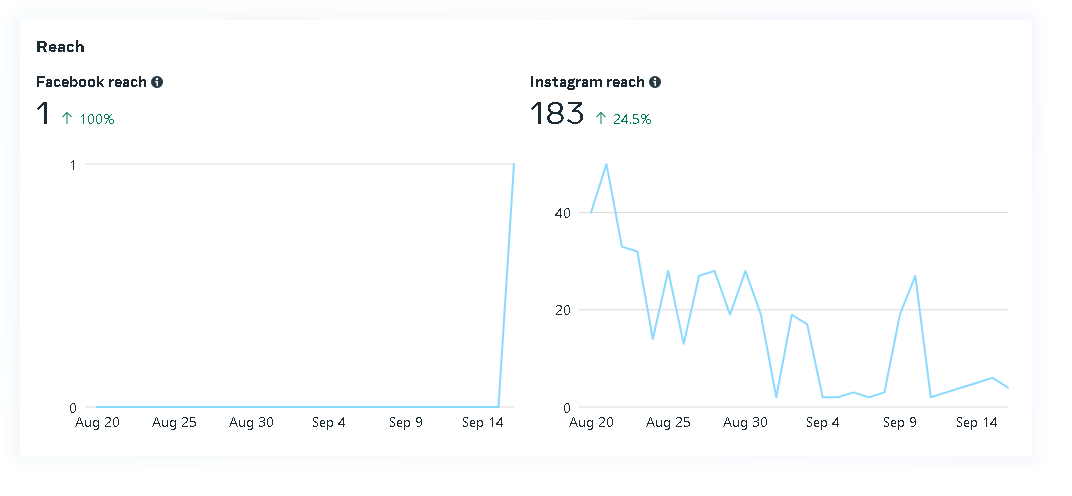 Reach
Facebook reach
1 ↑ 100%
1
0
Aug 20 Aug 25 Aug 30 Sep 4 Sep 9 Sep 14
Instagram reach
183 ↑ 24.5%
40
20
0
Aug 20 Aug 25 Aug 30 Sep 4 Sep 9 Sep 14